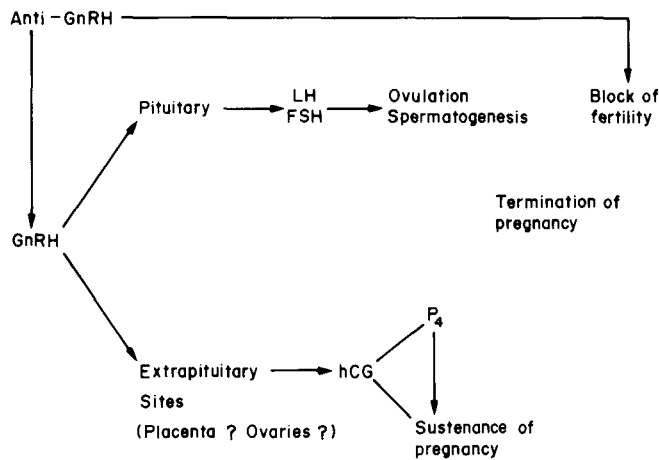 Anti-GnRH
Pituitary
LH
FSH
Ovulation
Spermatogenesis
Block of
fertility
Termination of
pregnancy
GnRH
P4
Extrapituitary
Sites
(Placenta ? Ovaries ?)
hCG
Sustenance of
pregnancy